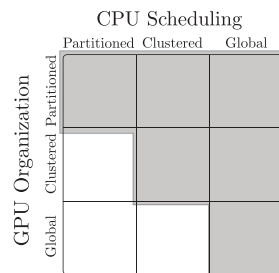 CPU Scheduling
Partitioned Clustered Global
GPU Organization
Partitioned
Clustered
Global